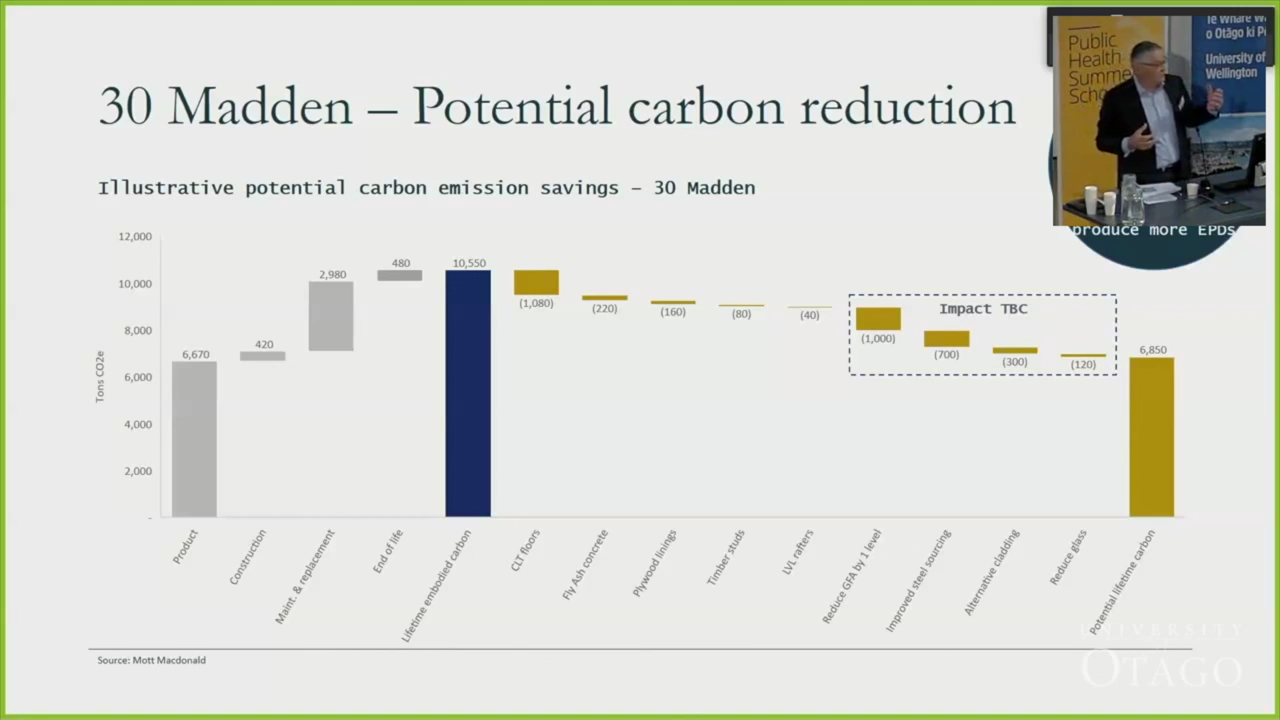 30 Madden – Potential carbon reduction
Illustrative potential carbon emission savings – 30 Madden
Public
Health
Summe
Scho
Te Whare W
o Otāgo ki P
University of
Wellington
produce more EPDs
Tons CO2e
12,000
10,000
8,000
6,000
4,000
2,000
-
6,670
420
2,980
480
10,550
(1,080)
(220)
(160)
(80)
(40)
Impact TBC
(1,000)
(700)
(300)
(120)
6,850
Product
Construction
Maint. & replacement
End of life
Lifetime embodied carbon
CLT floors
Fly Ash concrete
Plywood linings
Timber studs
LVL rafters
Reduce GFA by 1 level
Improved steel sourcing
Alternative cladding
Reduce glass
Potential lifetime carbon
Source: Mott Macdonald
UNIVERSITY
OTAGO